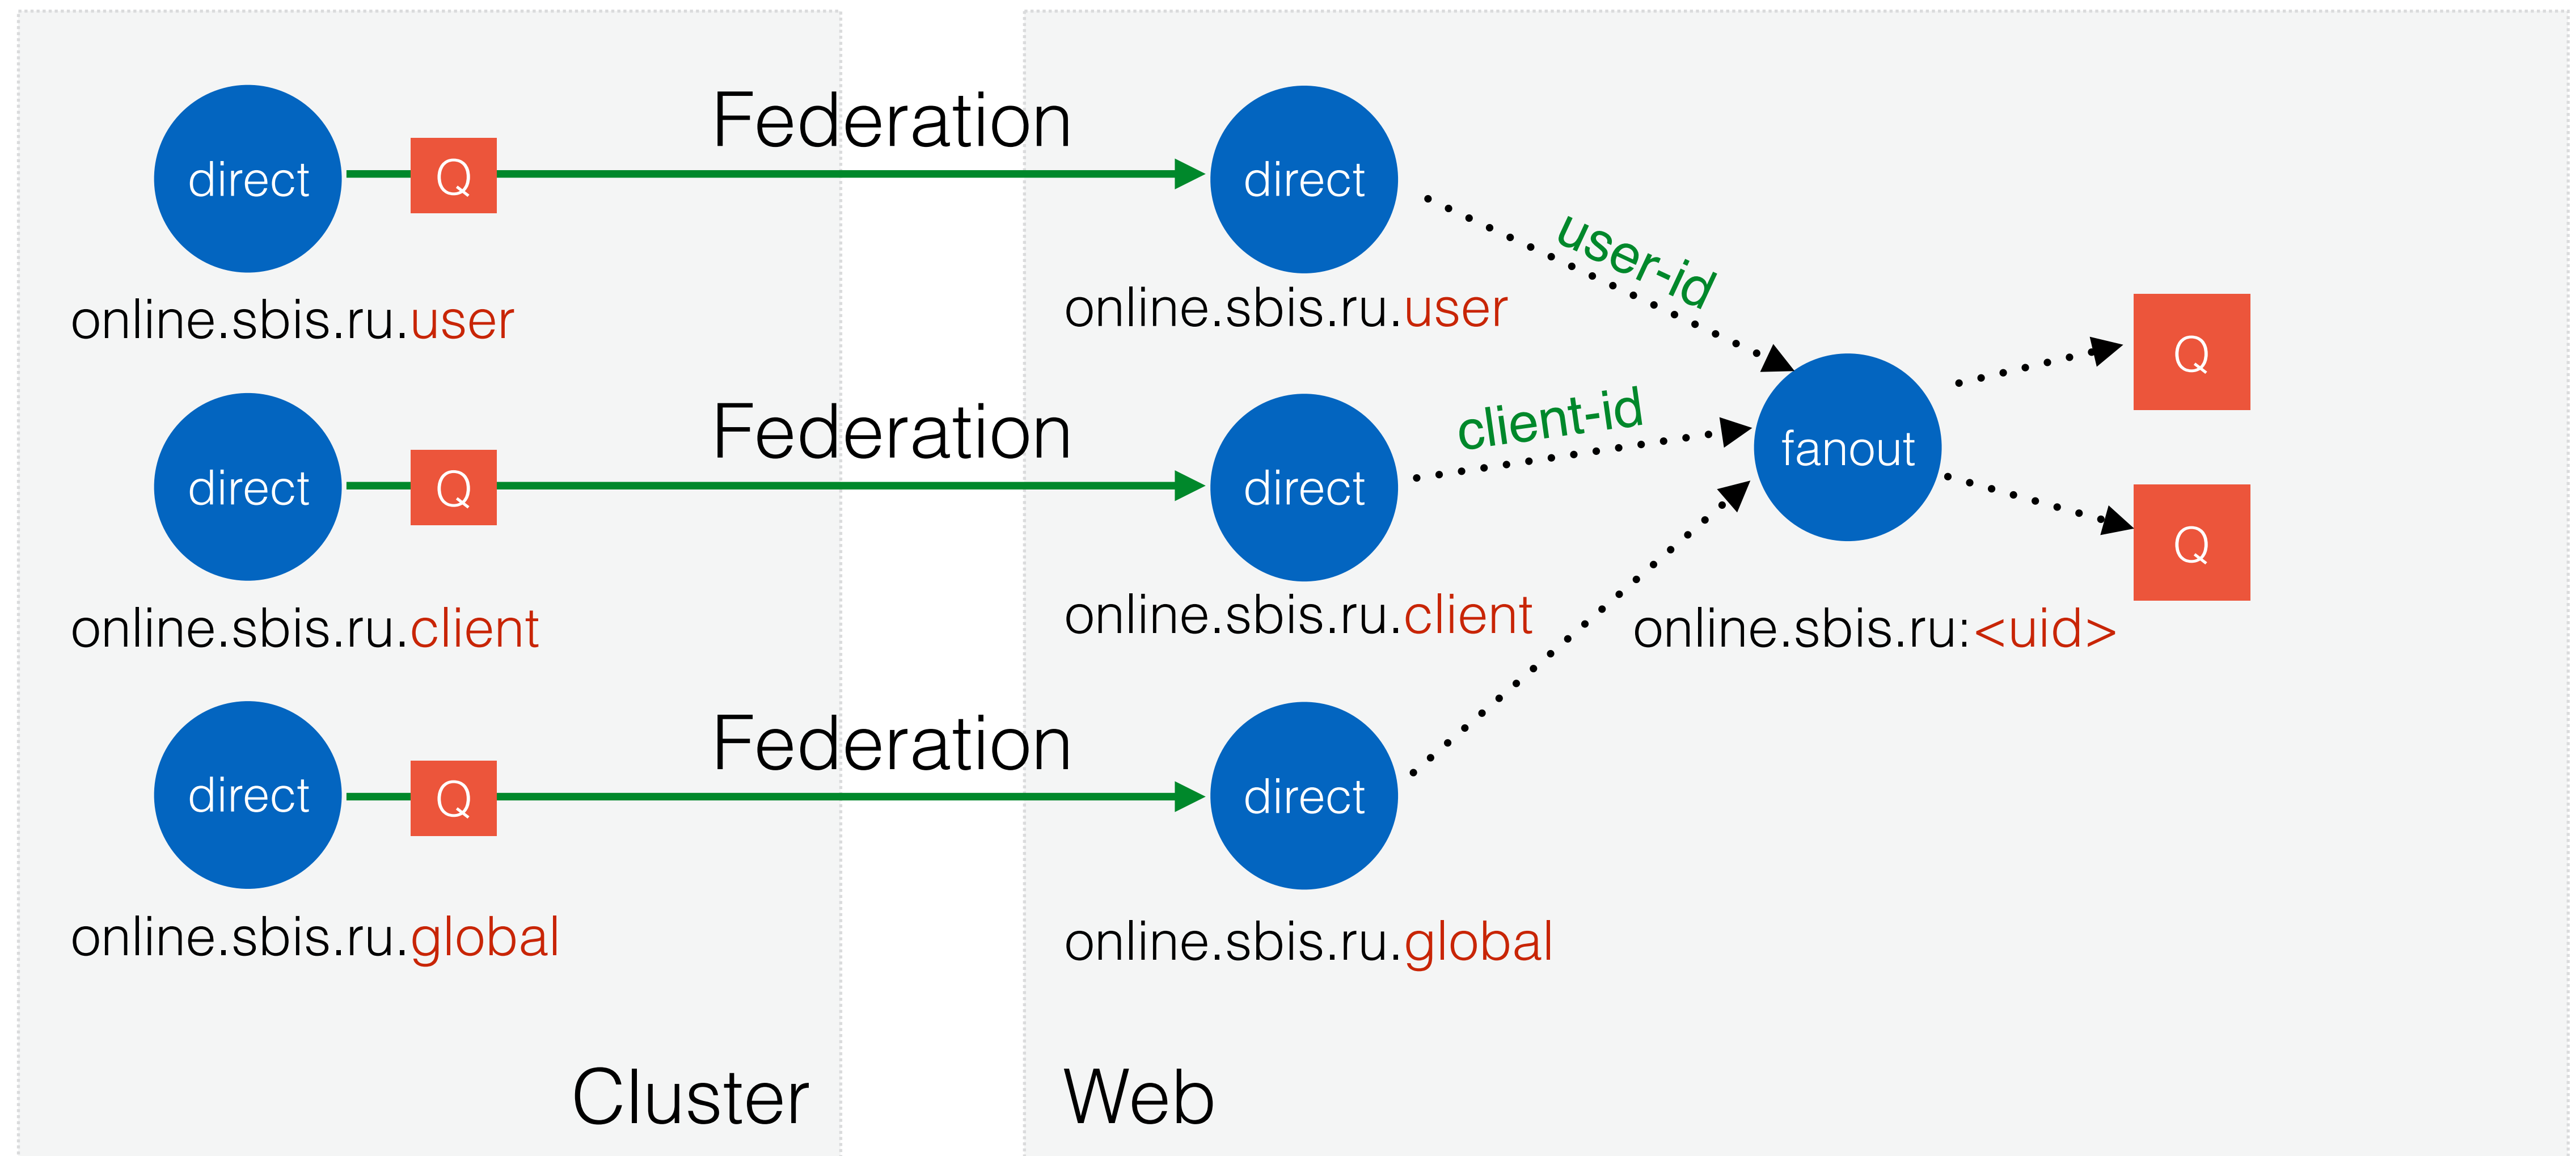 Federation
direct
Q
direct
user-id
online.sbis.ru.user
online.sbis.ru.user
Q
Federation
client-id
direct
Q
direct
fanout
Q
online.sbis.ru.client
online.sbis.ru.client
online.sbis.ru:<uid>
Federation
direct
Q
direct
online.sbis.ru.global
online.sbis.ru.global
Cluster
Web